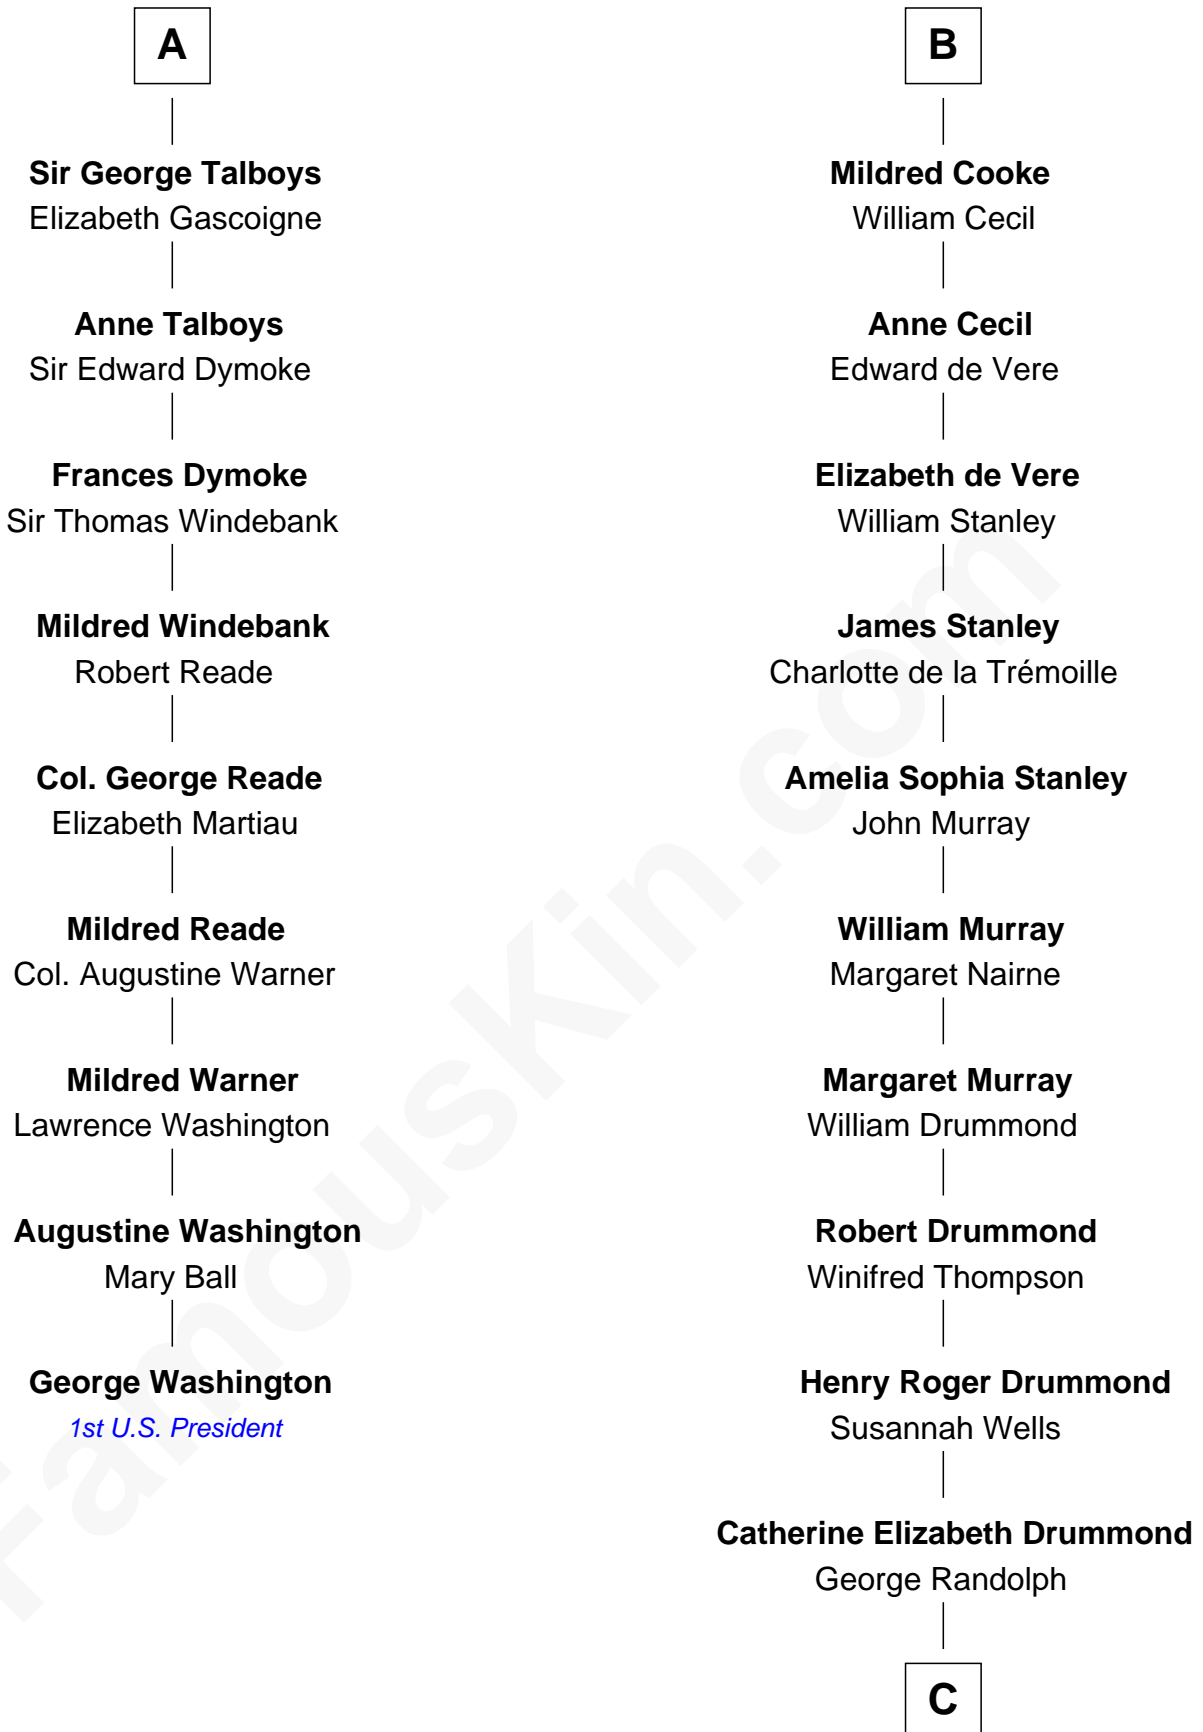 A
Sir George Talboys
Elizabeth Gascoigne
Anne Talboys
Sir Edward Dymoke
Frances Dymoke
Sir Thomas Windebank
Mildred Windebank
Robert Reade
Col. George Reade
Elizabeth Martiau
Mildred Reade
Col. Augustine Warner
Mildred Warner
Lawrence Washington
Augustine Washington
Mary Ball
George Washington
1st U.S. President
B
Mildred Cooke
William Cecil
Anne Cecil
Edward de Vere
Elizabeth de Vere
William Stanley
James Stanley
Charlotte de la Trémoille
Amelia Sophia Stanley
John Murray
William Murray
Margaret Nairne
Margaret Murray
William Drummond
Robert Drummond
Winifred Thompson
Henry Roger Drummond
Susannah Wells
Catherine Elizabeth Drummond
George Randolph
C
FamousKin.com